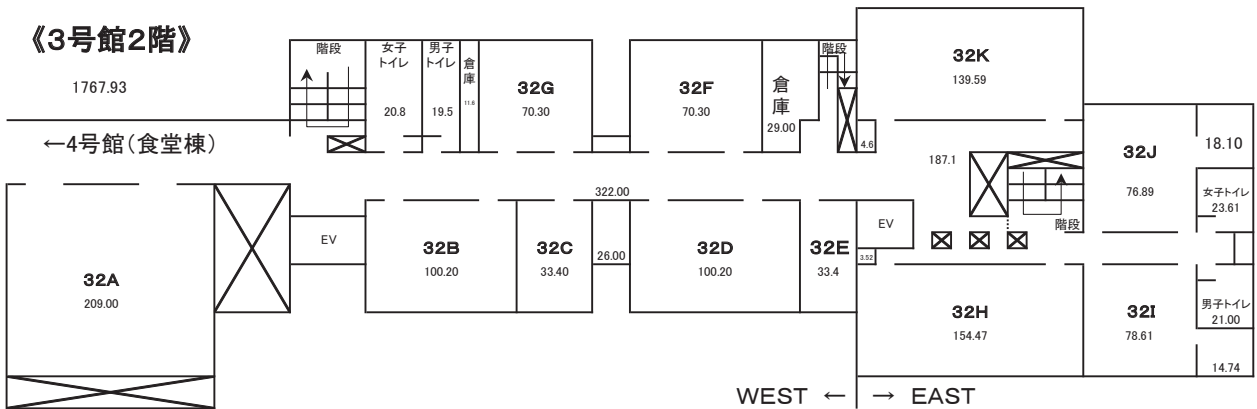 《3号館2階》
1767.93
←4号館(食堂棟)
階段
女子
トイレ
20.8
男子
トイレ
19.5
倉
庫
11.6
32G
70.30
32F
70.30
倉
庫
29.00
階段
32K
139.59
4.6
187.1
32J
76.89
18.10
女子トイレ
23.61
階段
322.00
32A
209.00
EV
32B
100.20
32C
33.40
26.00
32D
100.20
32E
33.4
EV
3.52
32H
154.47
32I
78.61
男子トイレ
21.00
14.74
WEST ← → EAST